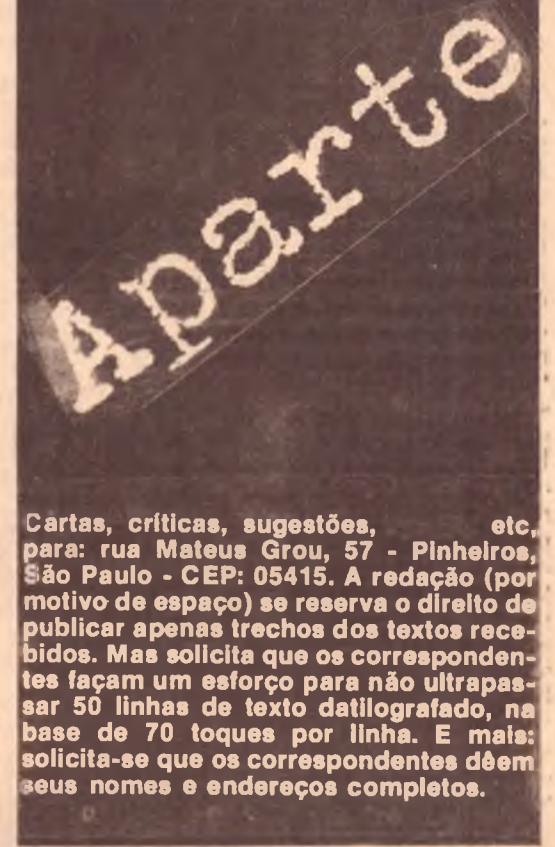 Aparte
Cartas, críticas, sugestões, etc,
para: rua Mateus Grou, 57 - Pinheiros,
São Paulo - CEP: 05415. A redação (por
motivo de espaço) se reserva o direito de
publicar apenas trechos dos textos rece-
bidos. Mas solicita que os corresponden-
tes façam um esforço para não ultrapas-
sar 50 linhas de texto datilografado, na
base de 70 toques por linha. E mais:
solicita-se que os correspondentes dêem
seus nomes e endereços completos.